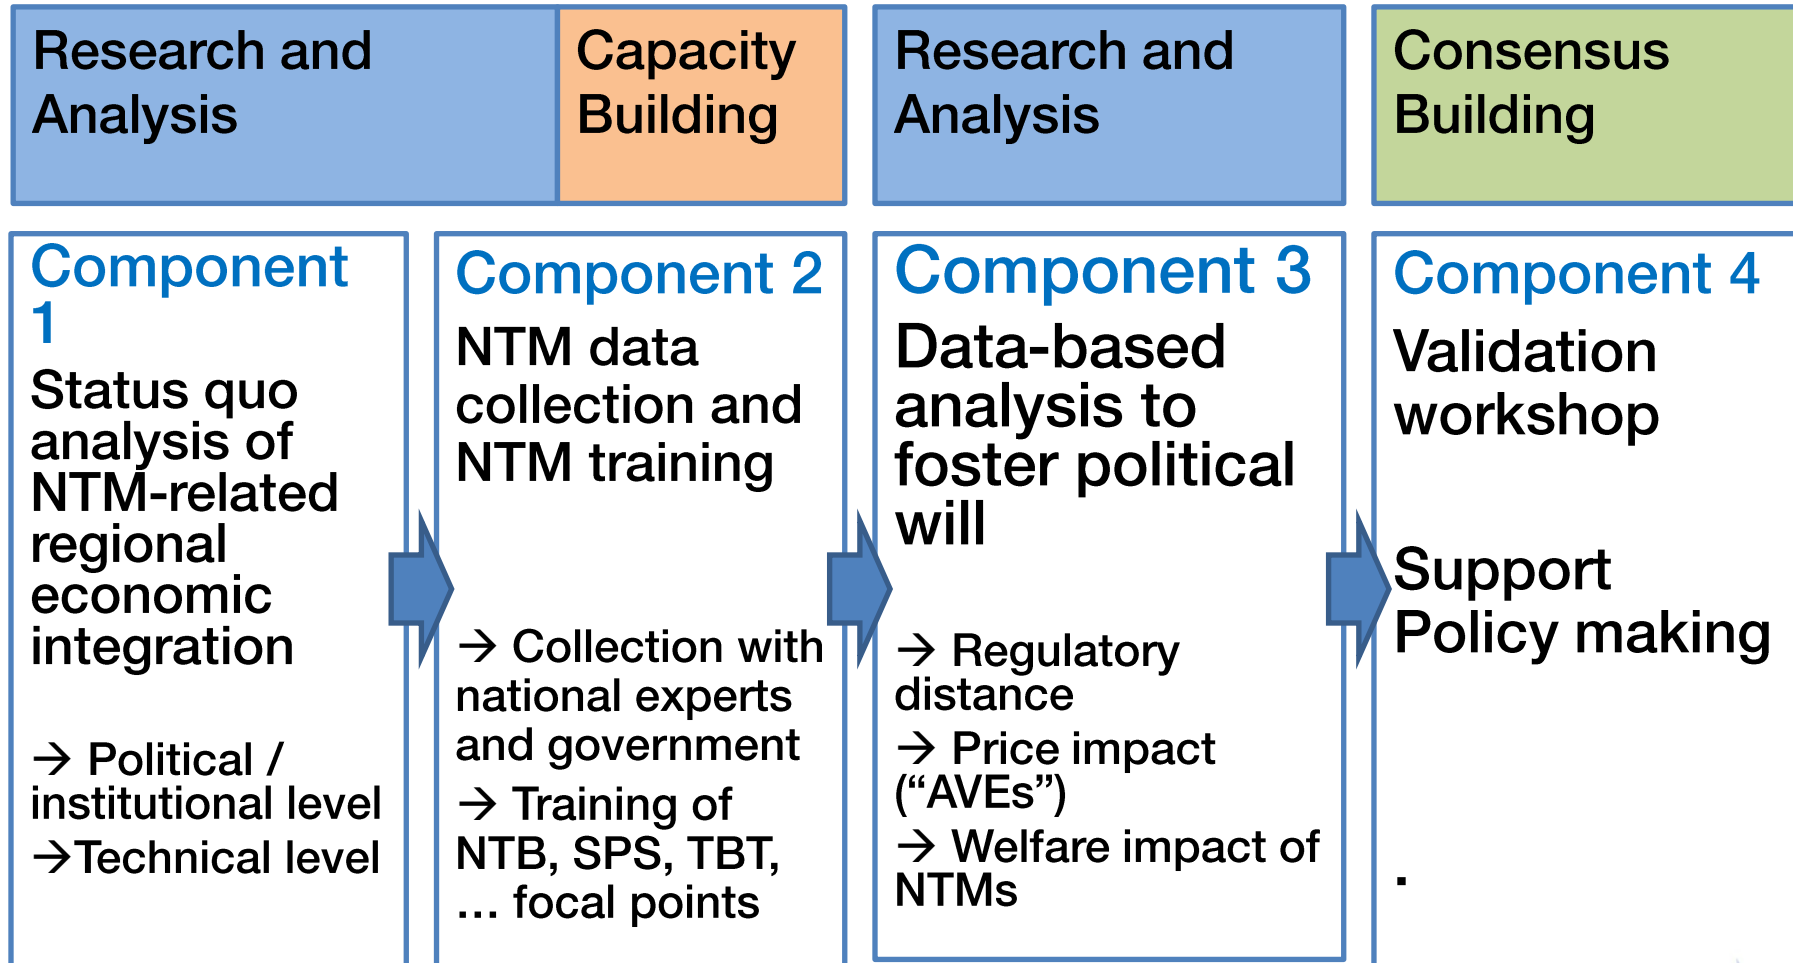 Research and
Analysis
Capacity
Building
Research and
Analysis
Consensus
Building
Component
1
Status quo
analysis of
NTM-related
regional
economic
integration
→ Political /
institutional level
→Technical level
Component 2
NTM data
collection and
NTM training
→ Collection with
national experts
and government
→ Training of
NTB, SPS, TBT,
... focal points
Component 3
Data-based
analysis to
foster political
will
→ Regulatory
distance
→ Price impact
(“AVEs”)
→ Welfare impact of
NTMs
Component 4
Validation
workshop
Support
Policy making
.